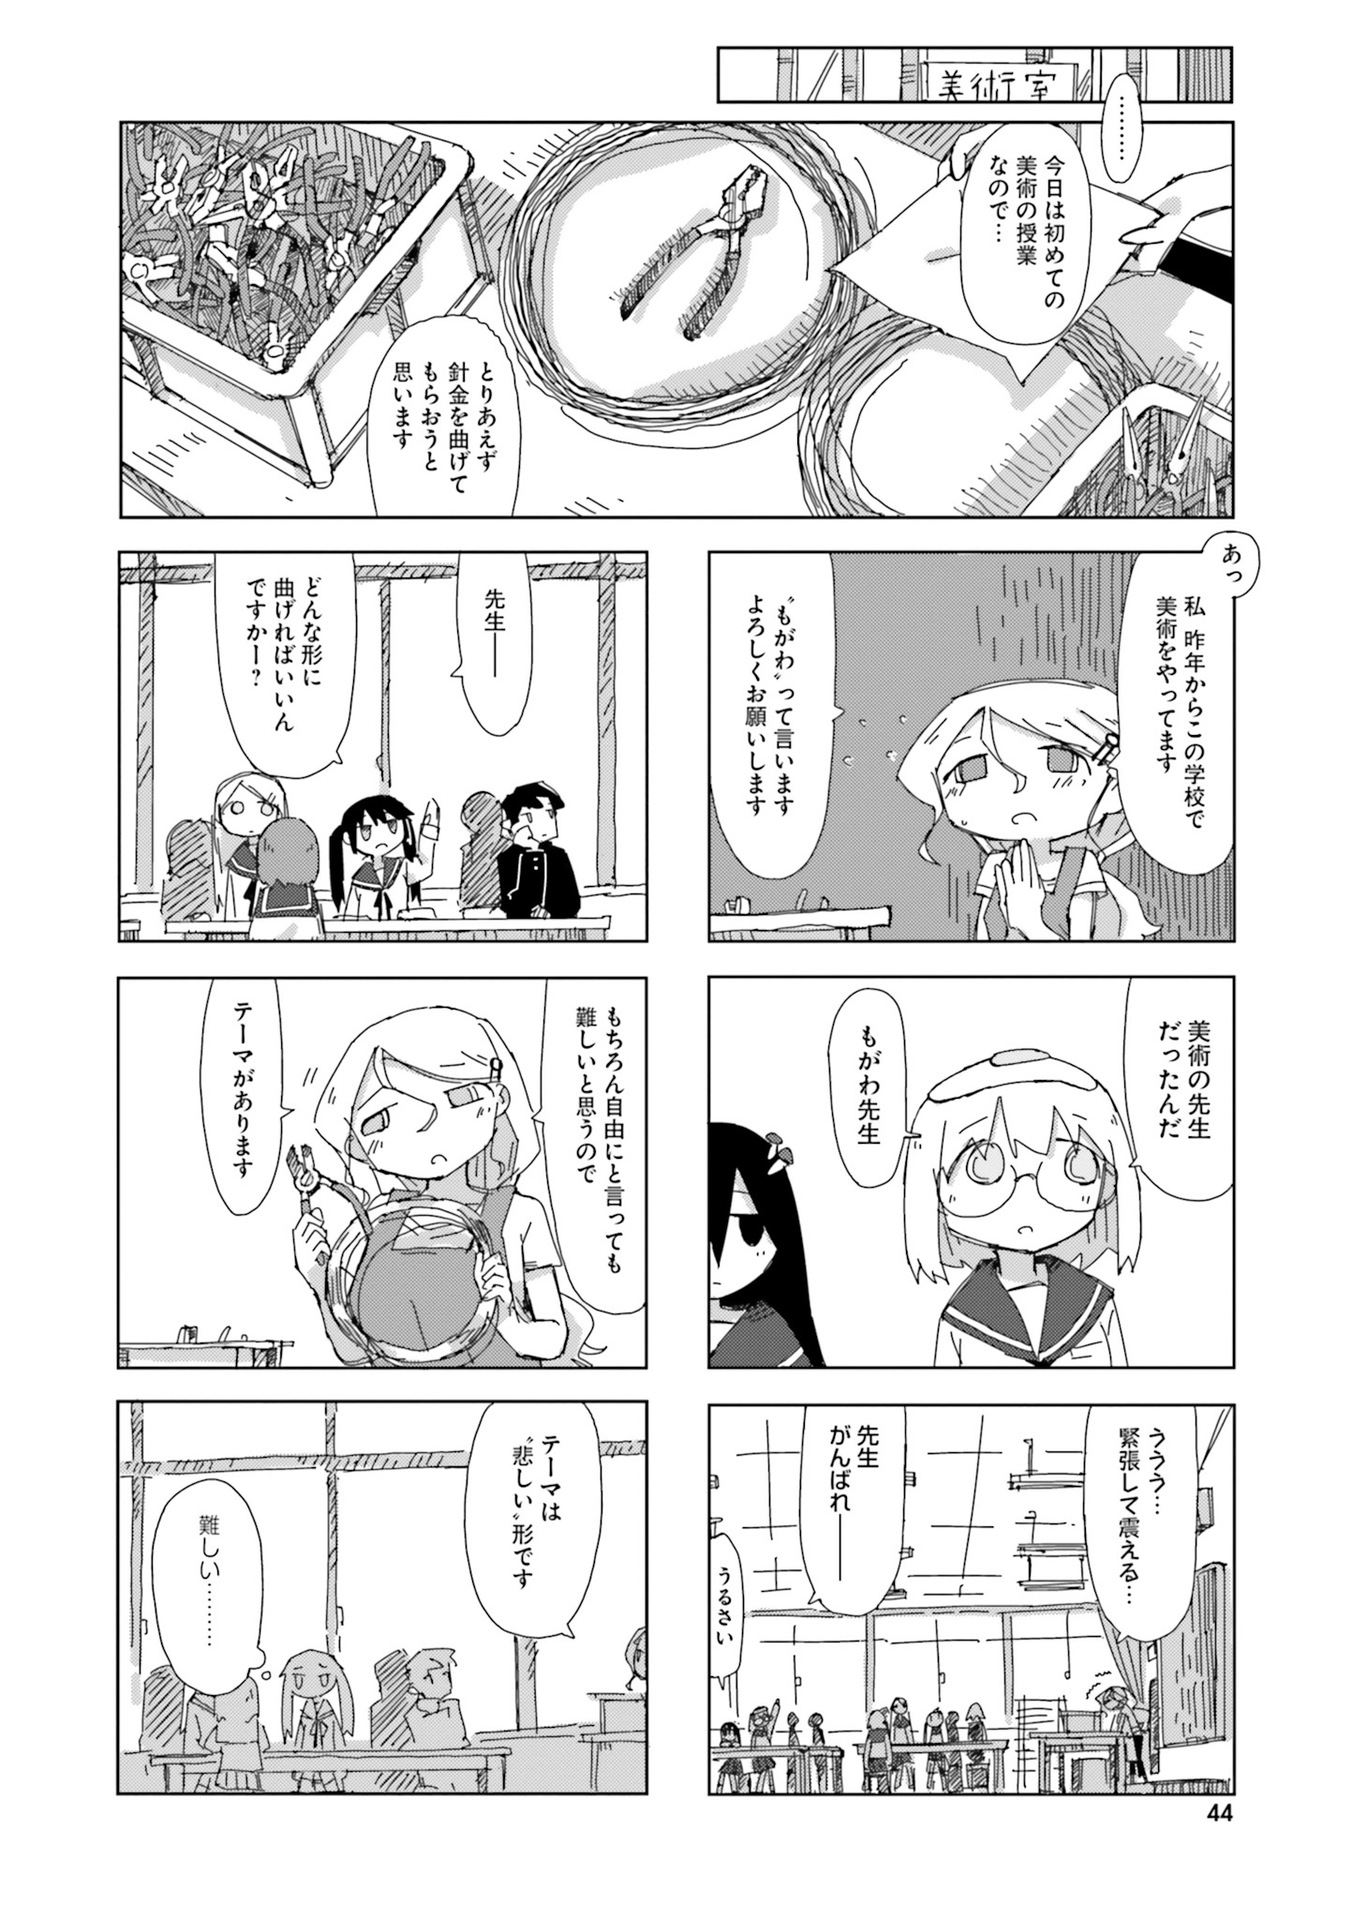 美術室
………
今日は初めての
美術の授業
なので…
とりあえず
針金を曲げて
もらおうと
思います
あっ
私 昨年からこの学校で
美術をやってます
〝もがわ〟って言います
よろしくお願いします
美術の先生
だったんだ
もがわ先生
ううう…
緊張して震える…
先生
がんばれ――
うるさい
先生―
どんな形に
曲げればいいん
ですかー?
もちろん自由にと言っても
難しいと思うので
テーマがあります
テーマは
〝悲しい〟形です
難しい………
44